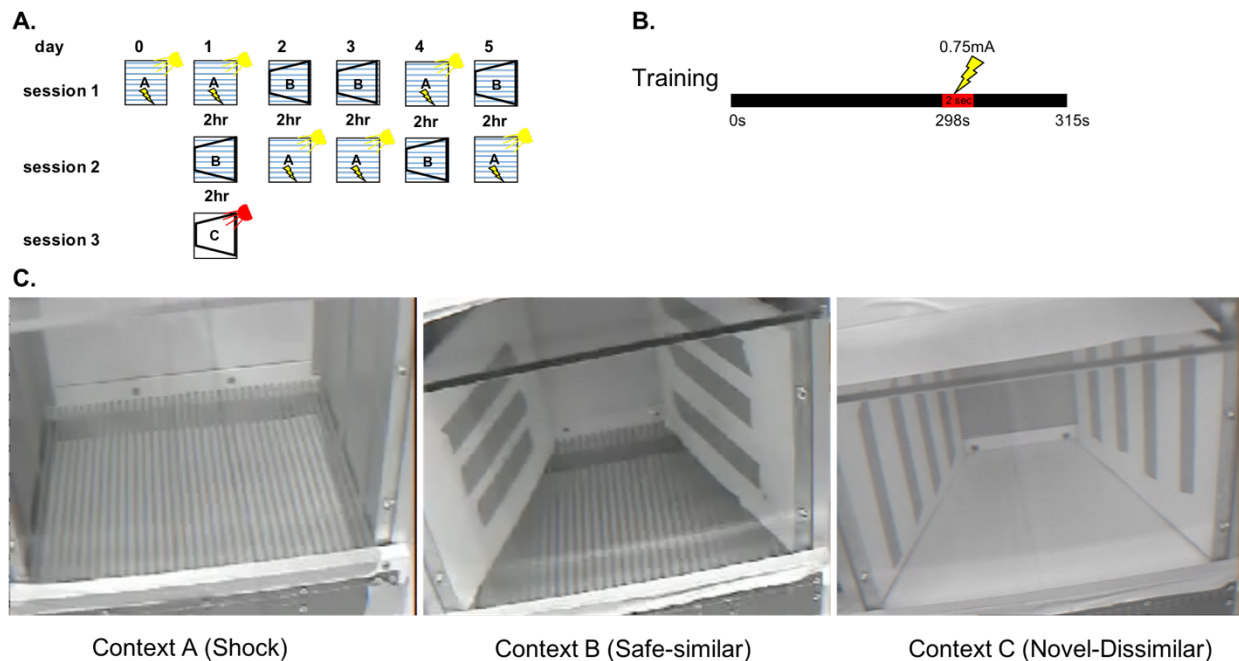 A.
day 0 1 2 3 4 5
session 1 A A B B A B
2hr 2hr 2hr 2hr 2hr
session 2 B A A B A
2hr
session 3 C
B.
0.75mA
Training
2 sec
0s 298s 315s
C.
Context A (Shock) Context B (Safe-similar) Context C (Novel-Dissimilar)